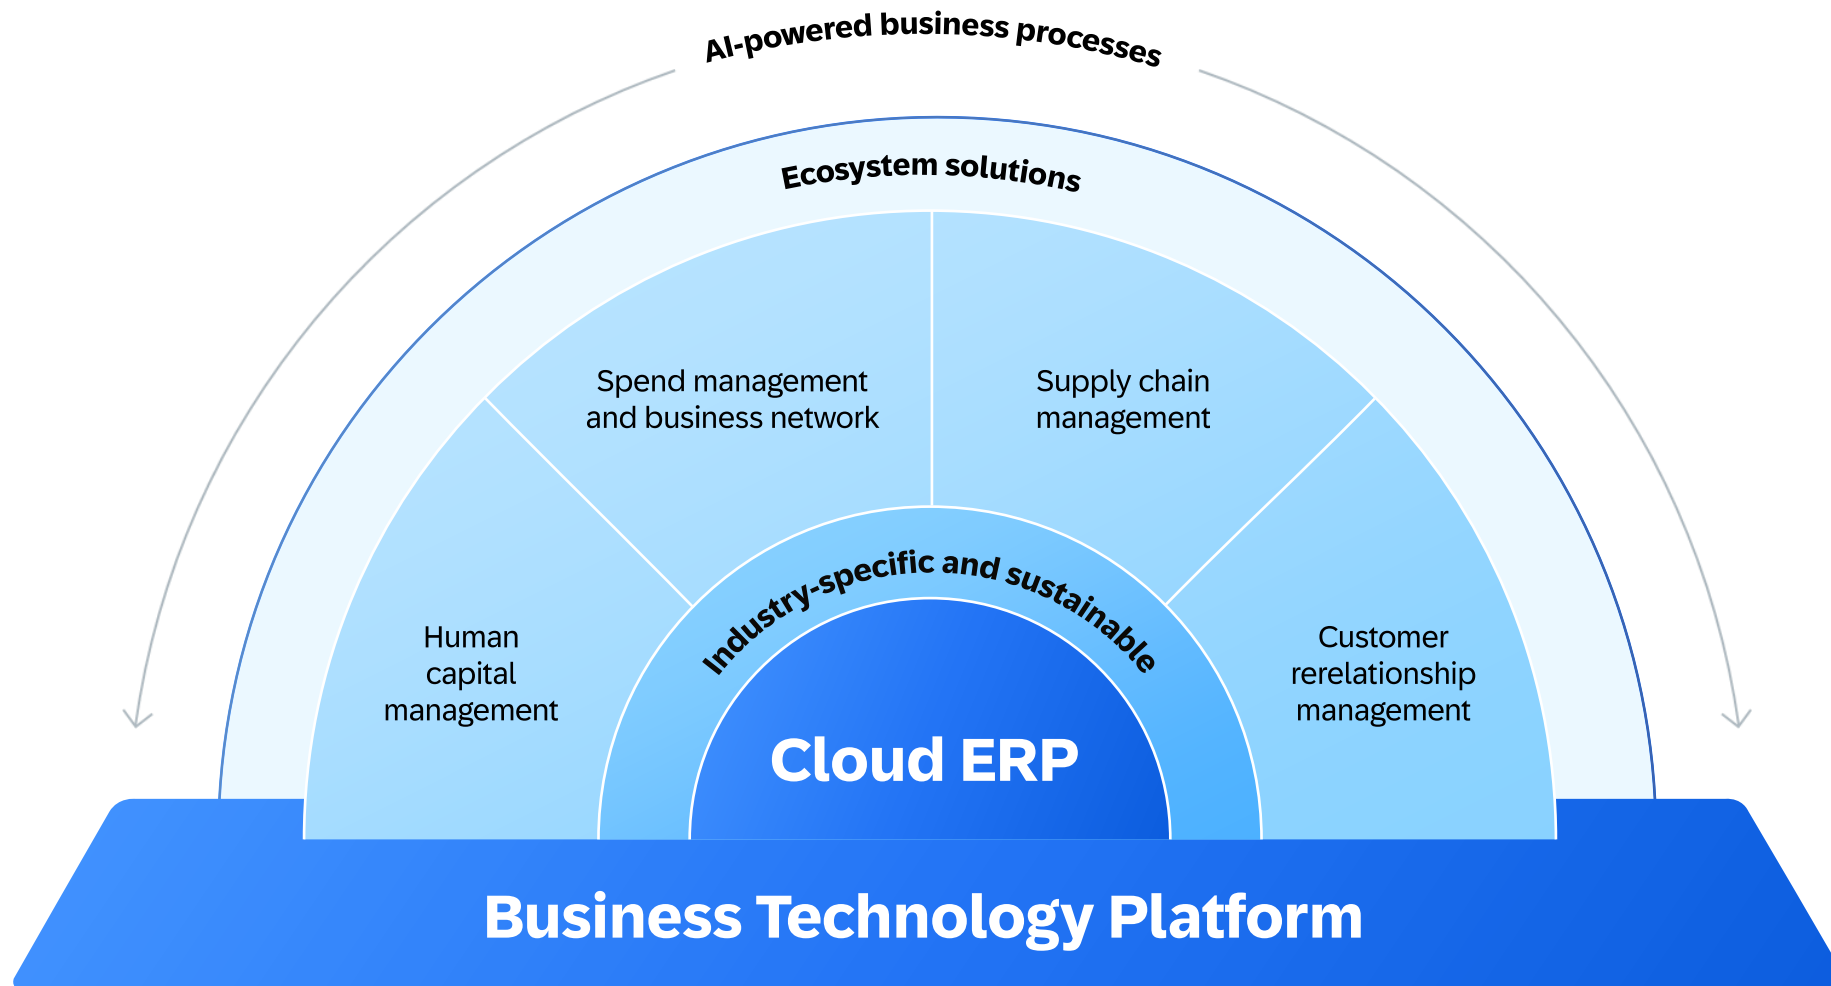 AI-powered business processes
Ecosystem solutions
Spend management
and business network
Supply chain
management
Human
capital
management
Industry-specific and sustainable
Customer
rerelationship
management
Cloud ERP
Business Technology Platform